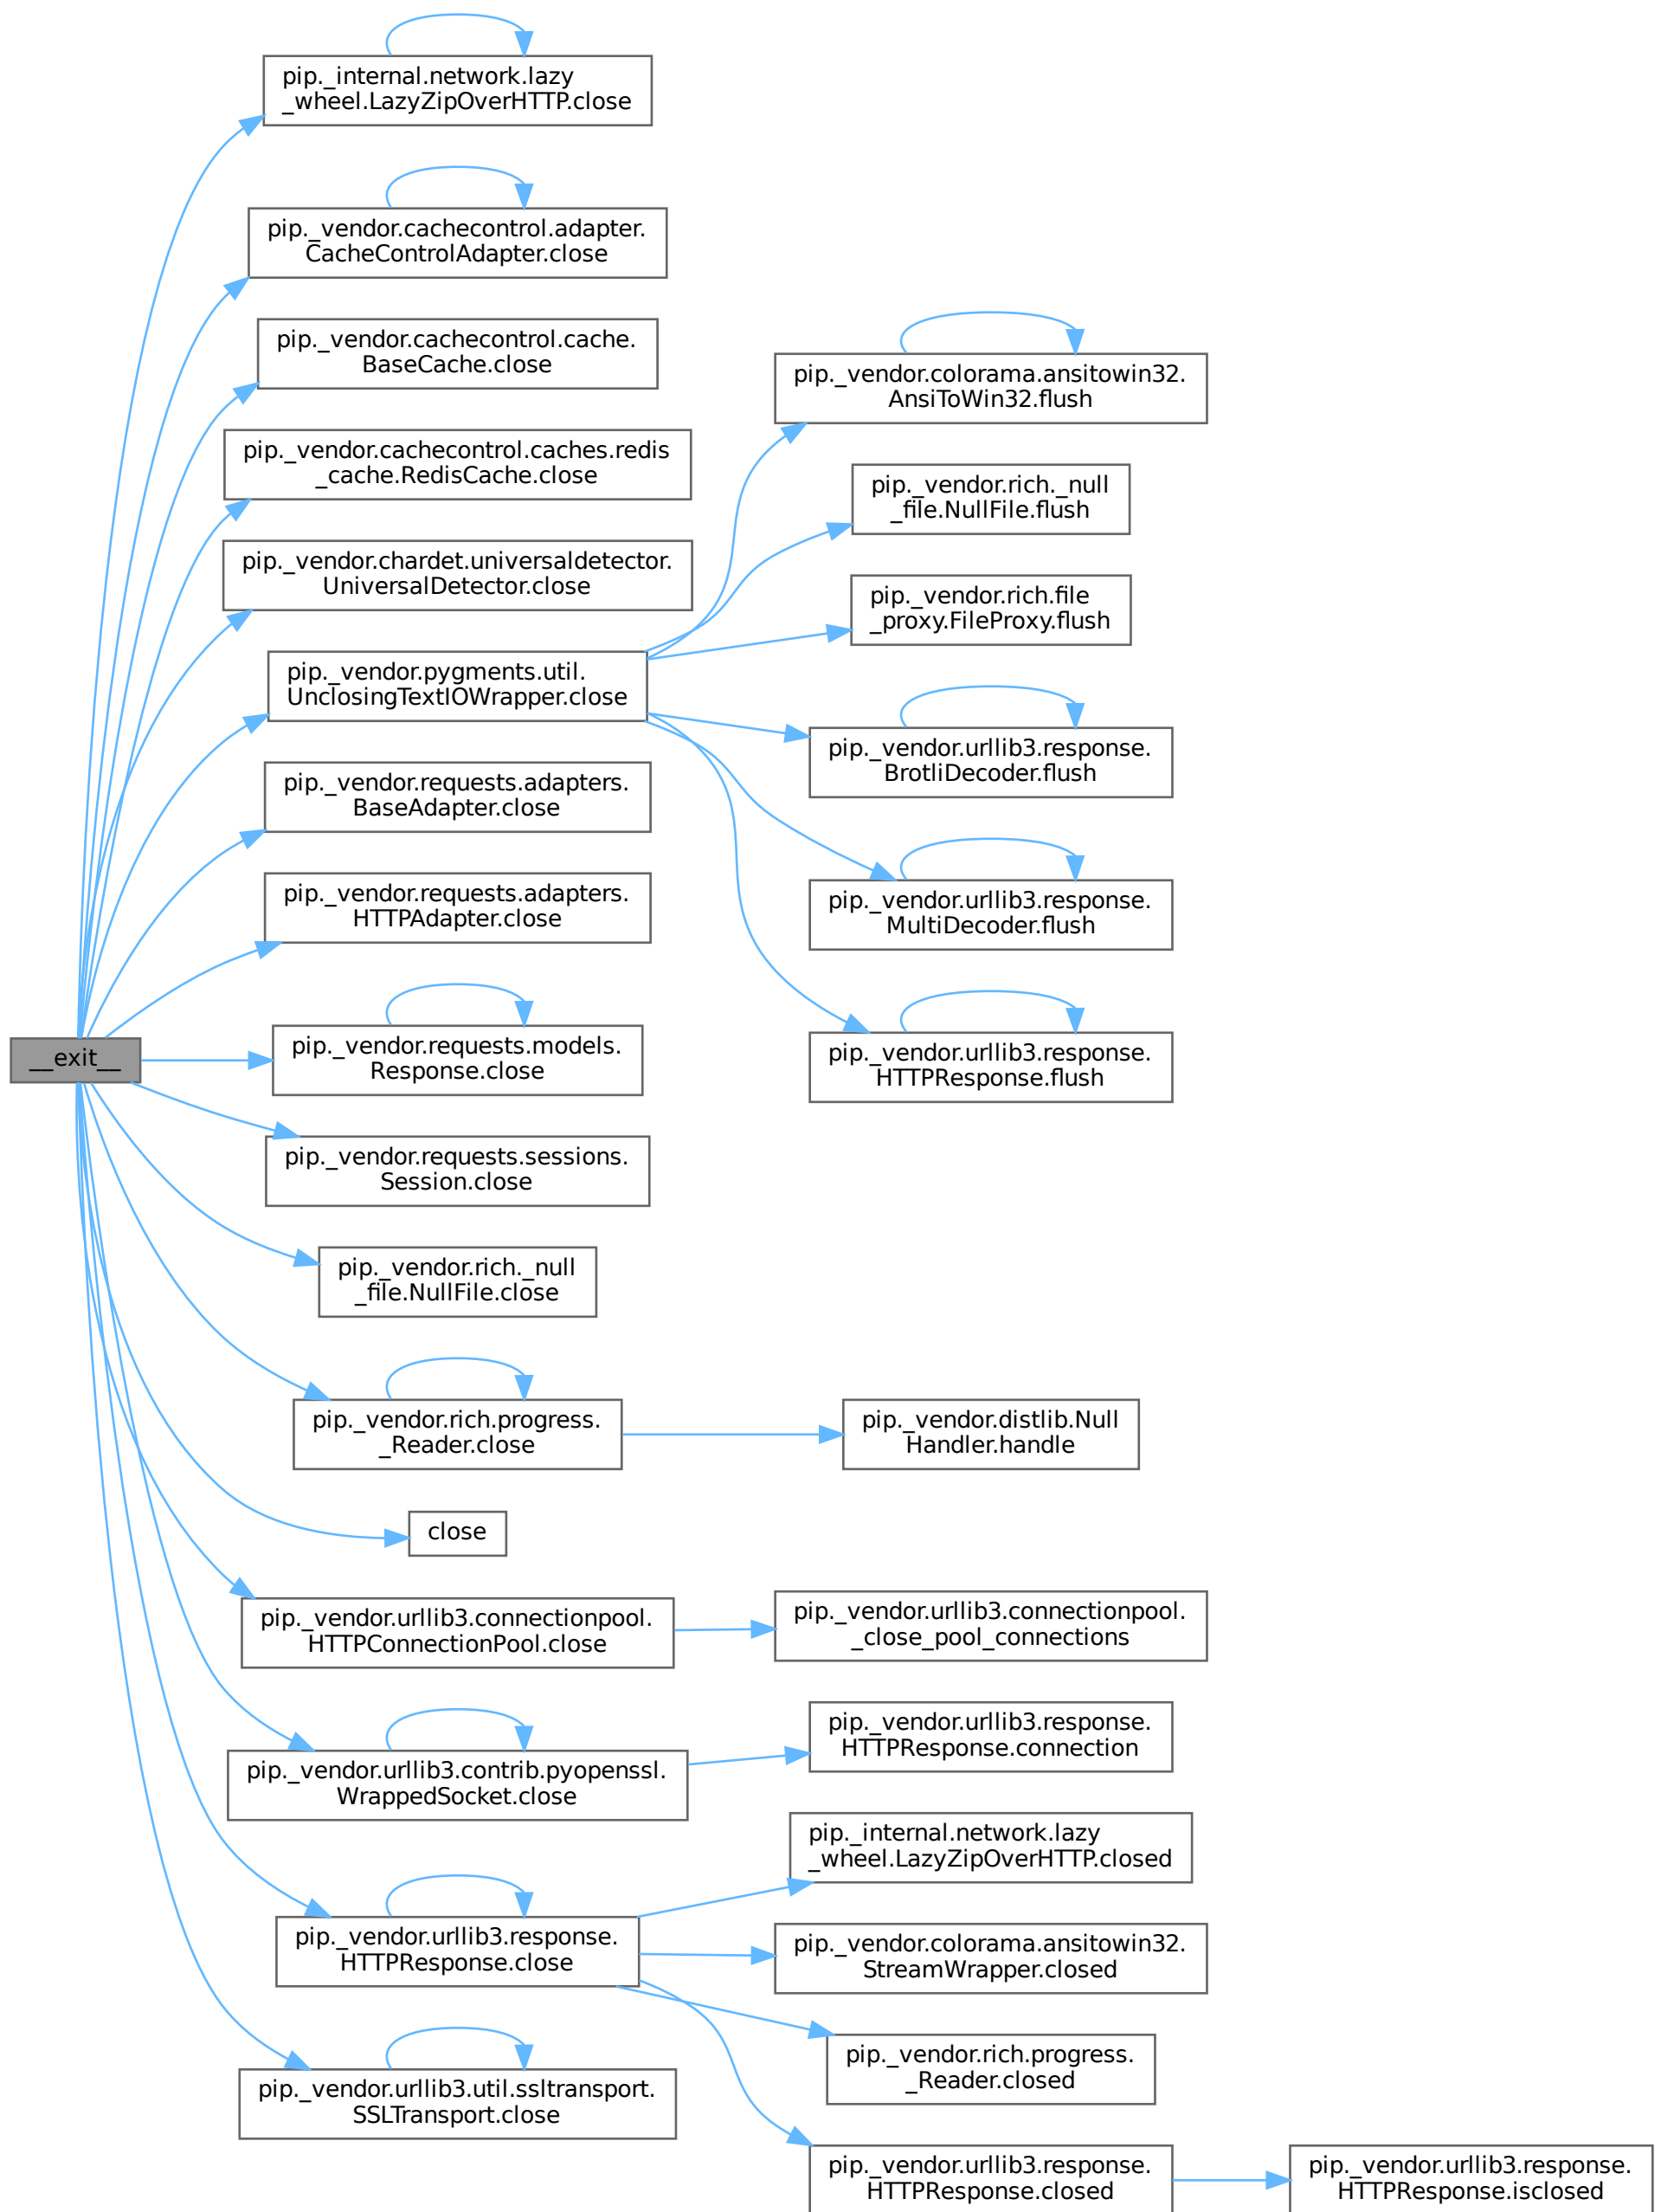 pip._internal.network.lazy
_wheel.LazyZipOverHTTP.close
pip._vendor.cachecontrol.adapter.
CacheControlAdapter.close
pip._vendor.cachecontrol.cache.
BaseCache.close
pip._vendor.cachecontrol.caches.redis
_cache.RedisCache.close
pip._vendor.chardet.universaldetector.
UniversalDetector.close
pip._vendor.pygments.util.
UnclosingTextIOWrapper.close
pip._vendor.requests.adapters.
BaseAdapter.close
pip._vendor.requests.adapters.
HTTPAdapter.close
__exit__
pip._vendor.requests.models.
Response.close
pip._vendor.requests.sessions.
Session.close
pip._vendor.rich._null
_file.NullFile.close
pip._vendor.rich.progress.
_Reader.close
close
pip._vendor.urllib3.connectionpool.
HTTPConnectionPool.close
pip._vendor.urllib3.contrib.pyopenssl.
WrappedSocket.close
pip._vendor.urllib3.response.
HTTPResponse.close
pip._vendor.urllib3.util.ssltransport.
SSLTransport.close
pip._vendor.colorama.ansitowin32.
AnsiToWin32.flush
pip._vendor.rich._null
_file.NullFile.flush
pip._vendor.rich.file
_proxy.FileProxy.flush
pip._vendor.urllib3.response.
BrotliDecoder.flush
pip._vendor.urllib3.response.
MultiDecoder.flush
pip._vendor.urllib3.response.
HTTPResponse.flush
pip._vendor.distlib.Null
Handler.handle
pip._vendor.urllib3.connectionpool.
_close_pool_connections
pip._vendor.urllib3.response.
HTTPResponse.connection
pip._internal.network.lazy
_wheel.LazyZipOverHTTP.closed
pip._vendor.colorama.ansitowin32.
StreamWrapper.closed
pip._vendor.rich.progress.
_Reader.closed
pip._vendor.urllib3.response.
HTTPResponse.closed
pip._vendor.urllib3.response.
HTTPResponse.isclosed